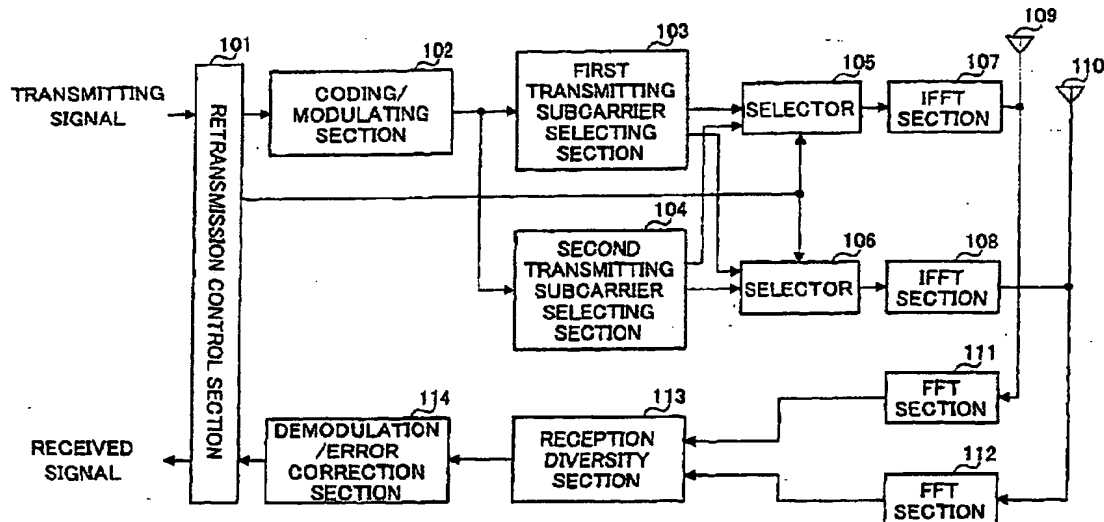 109
103
110
101
102
105
107
TRANSMITTING
SIGNAL
CODING/
MODULATING
SECTION
FIRST
TRANSMITTING
SUBCARRIER
SELECTING
SECTION
SELECTOR
IFFT
SECTION
RETRANSMISSION CONTROL SECTION
104
106
108
SECOND
TRANSMITTING
SUBCARRIER
SELECTING
SECTION
SELECTOR
IFFT
SECTION
111
FFT
SECTION
114
113
RECEIVED
SIGNAL
DEMODULATION
/ERROR
CORRECTION
SECTION
RECEPTION
DIVERSITY
SECTION
112
FFT
SECTION